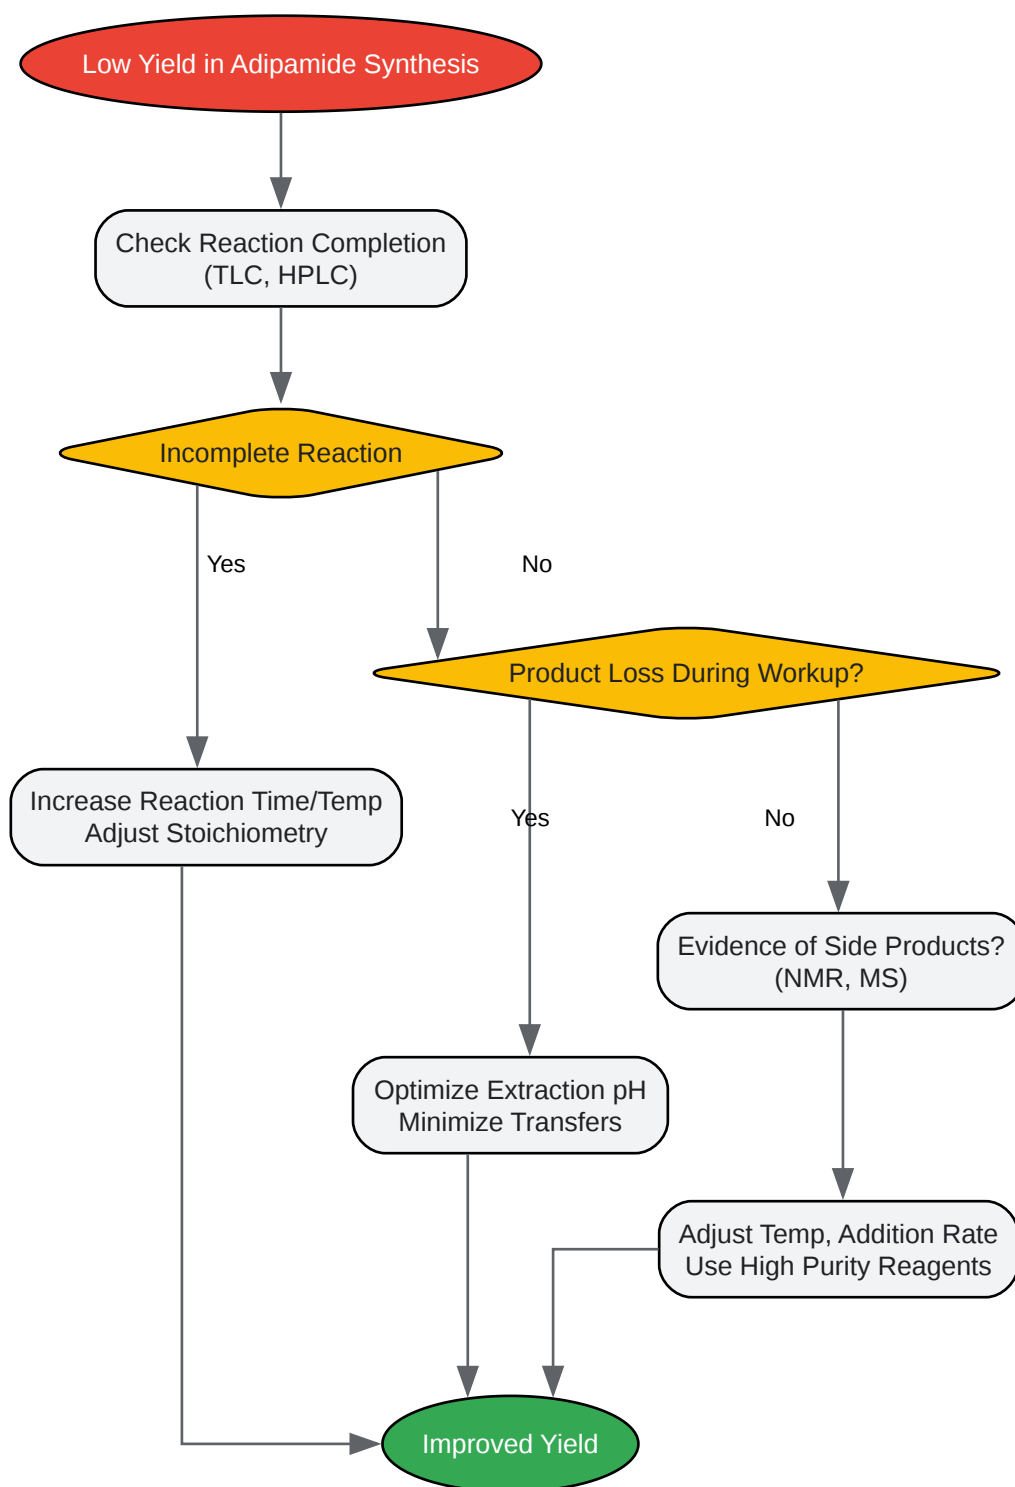 Low Yield in Adipamide Synthesis
Check Reaction Completion
(TLC, HPLC)
Incomplete Reaction
Yes
No
Product Loss During Workup?
Increase Reaction Time/Temp
Adjust Stoichiometry
Yes
No
Evidence of Side Products?
(NMR, MS)
Optimize Extraction pH
Minimize Transfers
Adjust Temp, Addition Rate
Use High Purity Reagents
Improved Yield